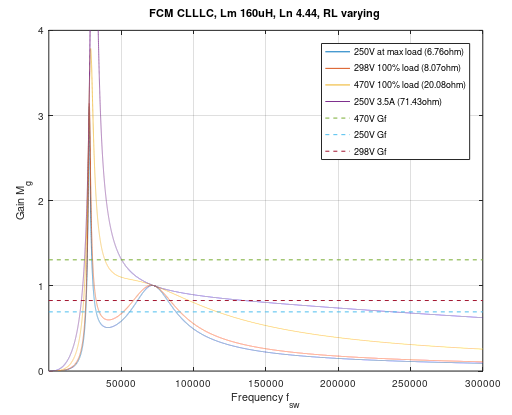 FCM CLLLC, Lm 160uH, Ln 4.44, RL varying
250V at max load (6.76ohm)
298V 100% load (8.07ohm)
470V 100% load (20.08ohm)
250V 3.5A (71.43ohm)
470V Gf
250V Gf
298V Gf
Gain Mg
4
3
2
1
0
50000 100000 150000 200000 250000 300000
Frequency fsw